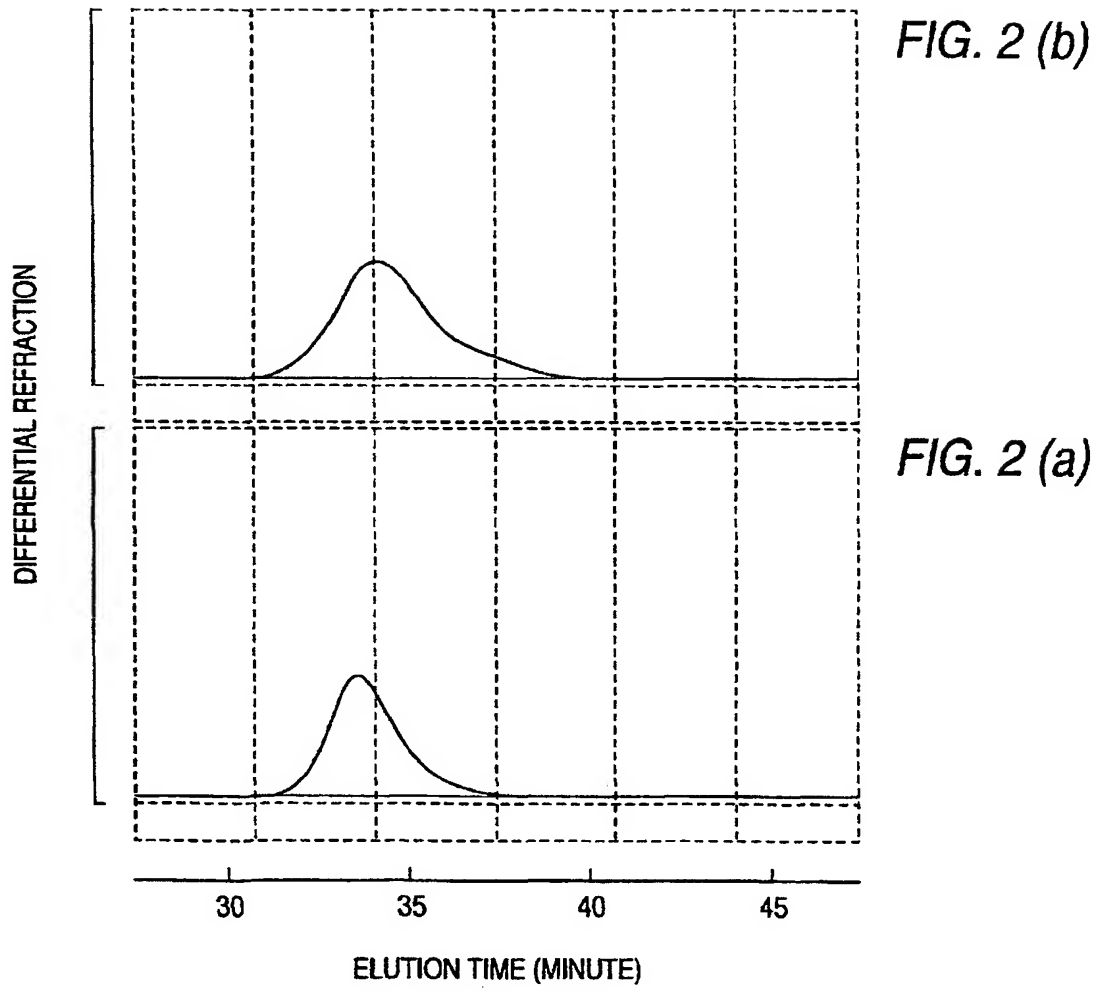 FIG. 2 (b)
DIFFERENTIAL REFRACTION
FIG. 2 (a)
30 35 40 45
ELUTION TIME (MINUTE)